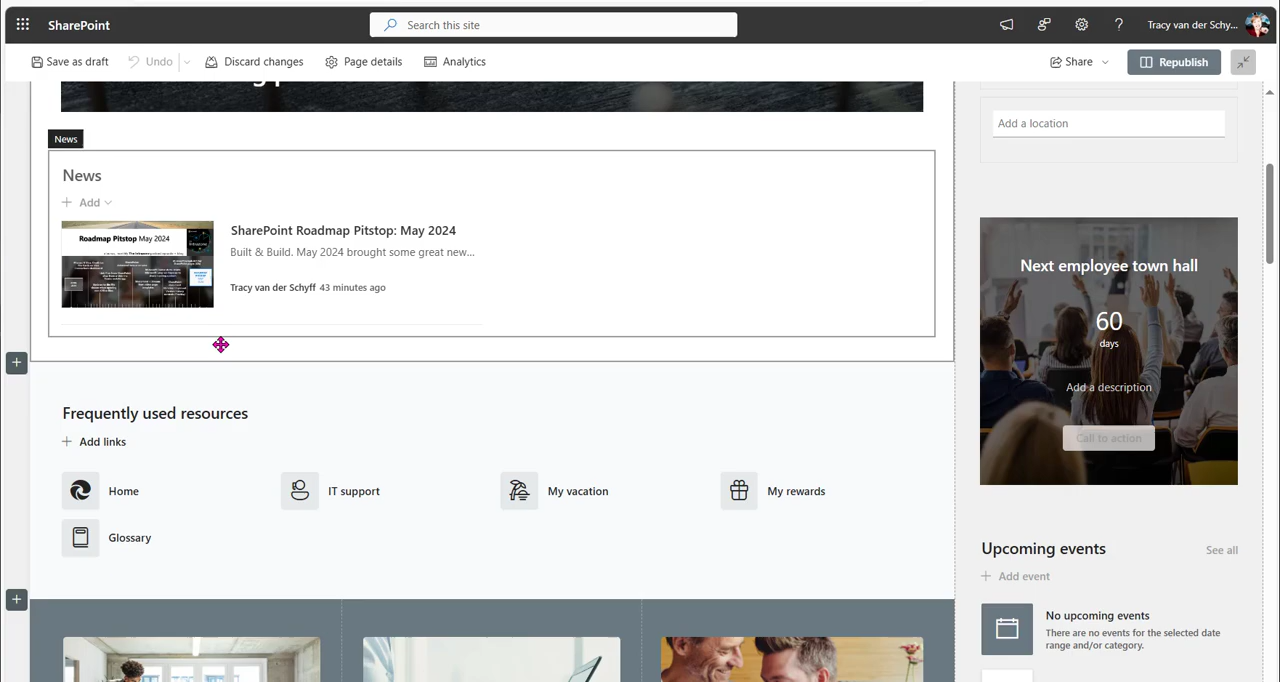 SharePoint
Search this site
Tracy van der Schy...
Save as draft
Undo
Discard changes
Page details
Analytics
Share
Republish
News
News
Add
Roadmap Pitstop May 2024
SharePoint Roadmap Pitstop: May 2024
Built & Build. May 2024 brought some great new...
Tracy van der Schyff 43 minutes ago
Frequently used resources
Add links
Home
IT support
My vacation
My rewards
Glossary
Add a location
Next employee town hall
60
days
Add a description
Call to action
Upcoming events
See all
Add event
No upcoming events
There are no events for the selected date
range and/or category.